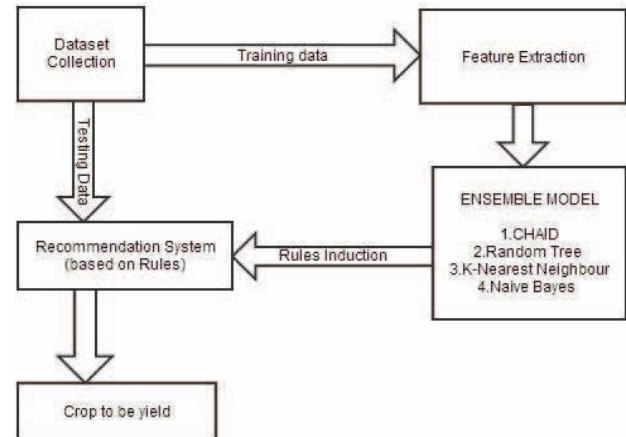 Dataset
Collection
Training data
Feature Extraction
Testing Data
ENSEMBLE MODEL
1.CHAID
2.Random Tree
3.K-Nearest Neighbour
4.Naive Bayes
Recommendation System
(based on Rules)
Rules Induction
Crop to be yield